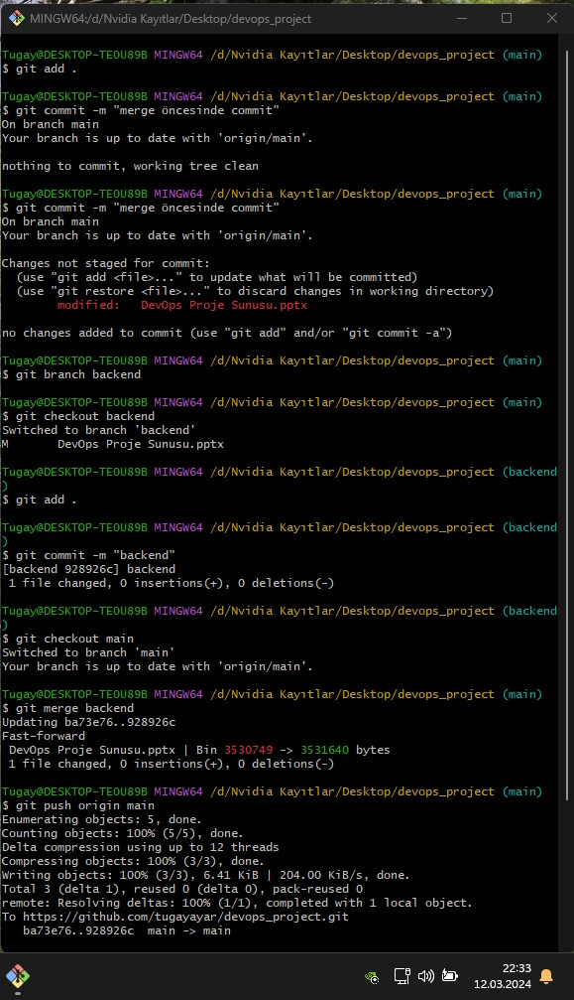 MINGW64:/d/Nvidia Kayıtlar/Desktop/devops_project
Tugay@DESKTOP-TEOU89B MINGW64 /d/Nvidia Kayıtlar/Desktop/devops_project (main)
$ git add .
Tugay@DESKTOP-TEOU89B MINGW64 /d/Nvidia Kayıtlar/Desktop/devops_project (main)
$ git commit -m "merge öncesinde commit"
On branch main
Your branch is up to date with 'origin/main'.
nothing to commit, working tree clean
Tugay@DESKTOP-TEOU89B MINGW64 /d/Nvidia Kayıtlar/Desktop/devops_project (main)
$ git commit -m "merge öncesinde commit"
On branch main
Your branch is up to date with 'origin/main'.
Changes not staged for commit:
  (use "git add <file>..." to update what will be committed)
  (use "git restore <file>..." to discard changes in working directory)
        modified:   DevOps Proje Sunusu.pptx
no changes added to commit (use "git add" and/or "git commit -a")
Tugay@DESKTOP-TEOU89B MINGW64 /d/Nvidia Kayıtlar/Desktop/devops_project (main)
$ git branch backend
Tugay@DESKTOP-TEOU89B MINGW64 /d/Nvidia Kayıtlar/Desktop/devops_project (main)
$ git checkout backend
Switched to branch 'backend'
M       DevOps Proje Sunusu.pptx
Tugay@DESKTOP-TEOU89B MINGW64 /d/Nvidia Kayıtlar/Desktop/devops_project (backend
)
$ git add .
Tugay@DESKTOP-TEOU89B MINGW64 /d/Nvidia Kayıtlar/Desktop/devops_project (backend
)
$ git commit -m "backend"
[backend 928926c] backend
 1 file changed, 0 insertions(+), 0 deletions(-)
Tugay@DESKTOP-TEOU89B MINGW64 /d/Nvidia Kayıtlar/Desktop/devops_project (backend
)
$ git checkout main
Switched to branch 'main'
Your branch is up to date with 'origin/main'.
Tugay@DESKTOP-TEOU89B MINGW64 /d/Nvidia Kayıtlar/Desktop/devops_project (main)
$ git merge backend
Updating ba73e76..928926c
Fast-forward
 DevOps Proje Sunusu.pptx | Bin 3530749 -> 3531640 bytes
 1 file changed, 0 insertions(+), 0 deletions(-)
Tugay@DESKTOP-TEOU89B MINGW64 /d/Nvidia Kayıtlar/Desktop/devops_project (main)
$ git push origin main
Enumerating objects: 5, done.
Counting objects: 100% (5/5), done.
Delta compression using up to 12 threads
Compressing objects: 100% (3/3), done.
Writing objects: 100% (3/3), 6.41 KiB | 204.00 KiB/s, done.
Total 3 (delta 1), reused 0 (delta 0), pack-reused 0
remote: Resolving deltas: 100% (1/1), completed with 1 local object.
To https://github.com/tugayayar/devops_project.git
   ba73e76..928926c  main -> main
22:33
12.03.2024